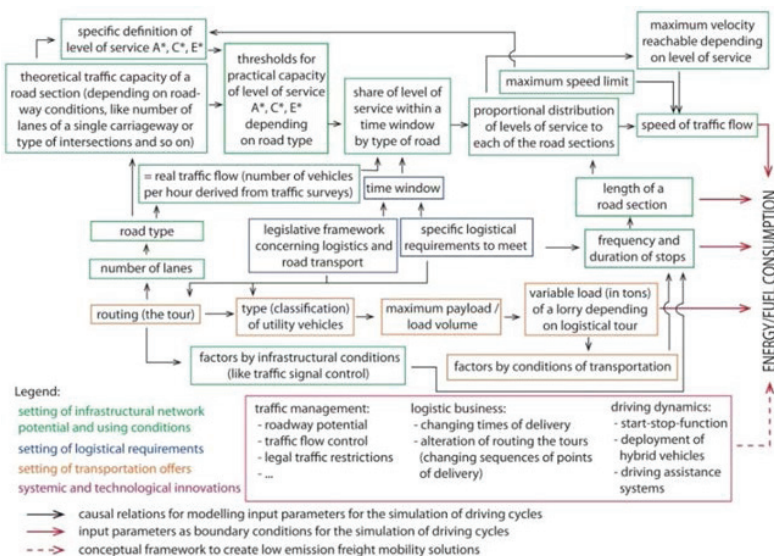 specific definition of
level of service A*, C*, E*
maximum velocity
reachable depending
on level of service
theoretical traffic capacity of a
road section (depending on road-
way conditions, like number of
lanes of a single carriageway or
type of intersections and so on)
thresholds for
practical capacity
of level of service
A*, C*, E*
depending
on road type
share of level of
service within a
time window
by type of road
maximum speed limit
proportional distribution
of levels of service to
each of the road sections
speed of traffic flow
= real traffic flow (number of vehicles
per hour derived from traffic surveys)
time window
length of a
road section
road type
legislative framework
concerning logistics and
road transport
specific logistical
requirements to meet
frequency and
duration of stops
number of lanes
routing (the tour)
type (classification)
of utility vehicles
maximum payload /
load volume
variable load (in tons)
of a lorry depending
on logistical tour
factors by infrastructural conditions
(like traffic signal control)
factors by conditions of transportation
ENERGY/FUEL CONSUMPTION
Legend:
setting of infrastructural network
potential and using conditions
setting of logistical requirements
setting of transportation offers
systemic and technological innovations
traffic management:
- roadway potential
- traffic flow control
- legal traffic restrictions
- ...
logistic business:
- changing times of delivery
- alteration of routing the tours
(changing sequences of points
of delivery)
driving dynamics:
- start-stop-function
- deployment of
hybrid vehicles
- driving assistance
systems
causal relations for modelling input parameters for the simulation of driving cycles
input parameters as boundary conditions for the simulation of driving cycles
conceptual framework to create low emission freight mobility solutions